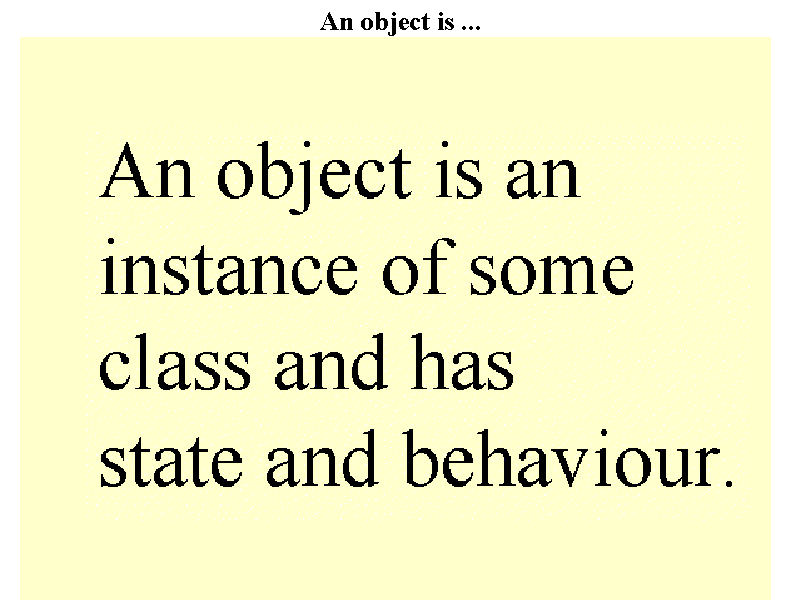 An object is ...
An object is an
instance of some
class and has
state and behaviour.